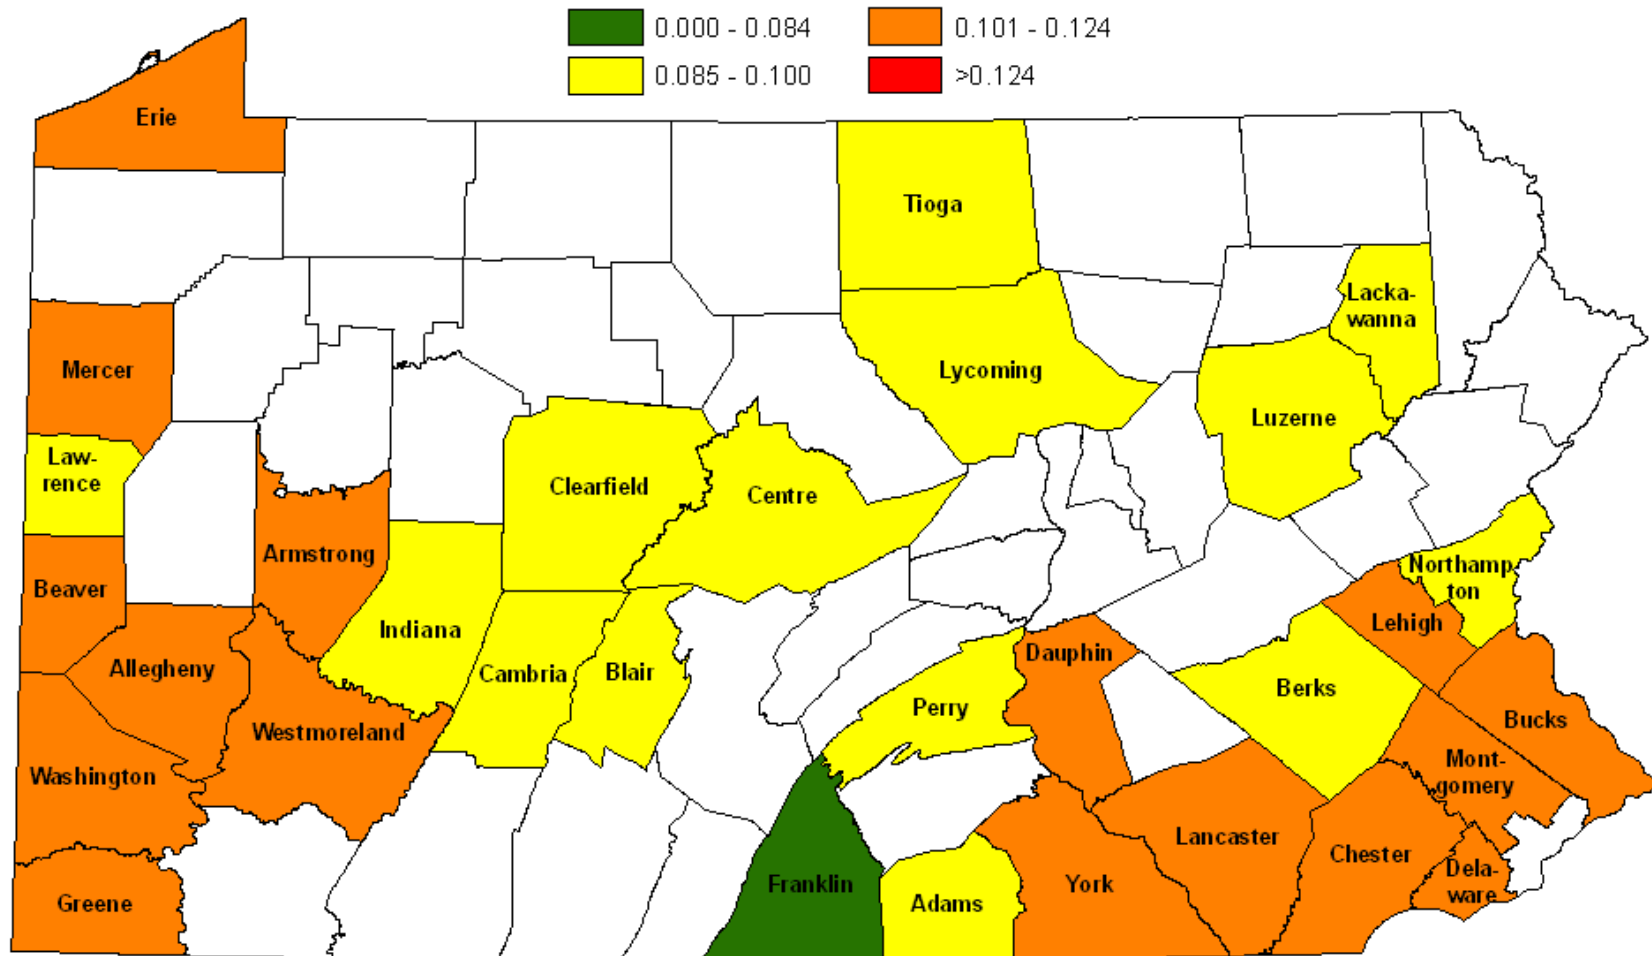 0.000 - 0.084
0.101 - 0.124
0.085 - 0.100
>0.124
Erie
Tioga
Lacka-
wanna
Mercer
Lycoming
Luzerne
Law-
rence
Clearfield
Centre
Armstrong
Northamp
ton
Beaver
Indiana
Lehigh
Allegheny
Cambria
Blair
Dauphin
Berks
Perry
Bucks
Westmoreland
Washington
Mont-
gomery
Lancaster
Chester
Franklin
York
Dela-
ware
Greene
Adams